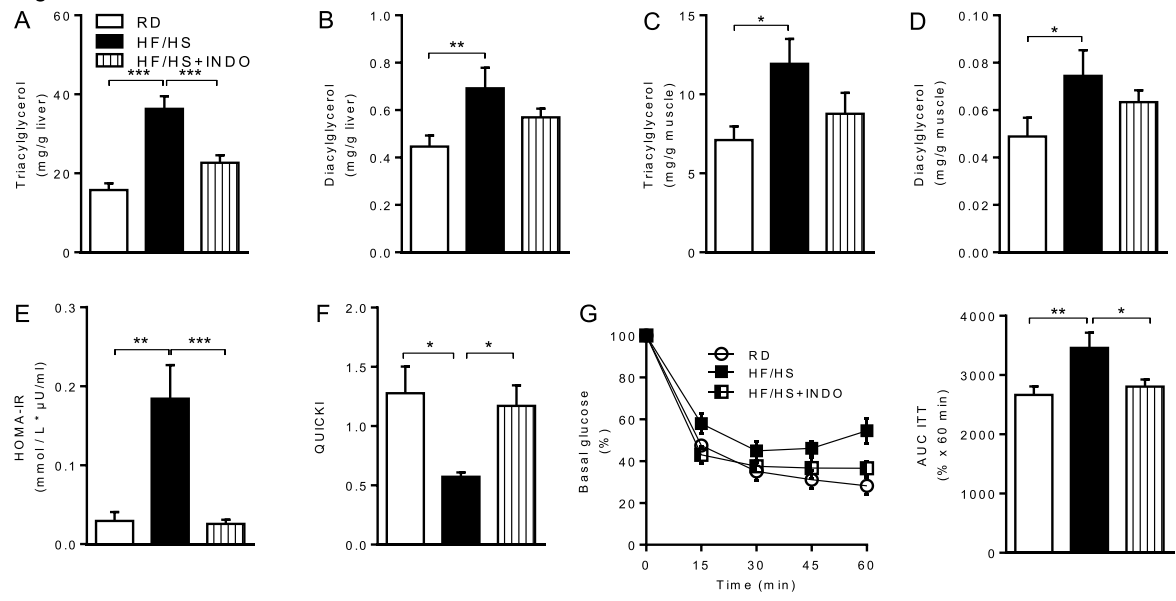 A
60
40
20
0
Triacylglycerol
(mg/g liver)
RD
HF/HS
HF/HS+INDO
***
***
B
1.0
0.8
0.6
0.4
0.2
0.0
Diacylglycerol
(mg/g liver)
**
C
15
10
5
0
Triacylglycerol
(mg/g muscle)
*
D
0.10
0.08
0.06
0.04
0.02
0.00
Diacylglycerol
(mg/g muscle)
*
E
0.3
0.2
0.1
0.0
HOMA-IR
(mmol / L * μU/ml)
**
***
F
2.0
1.5
1.0
0.5
0.0
QUICKI
*
*
G
100
80
60
40
20
0
Basal glucose
(%)
RD
HF/HS
HF/HS+INDO
0
15
30
45
60
Time (min)
4000
3000
2000
1000
0
AUC ITT
(% x 60 min)
**
*